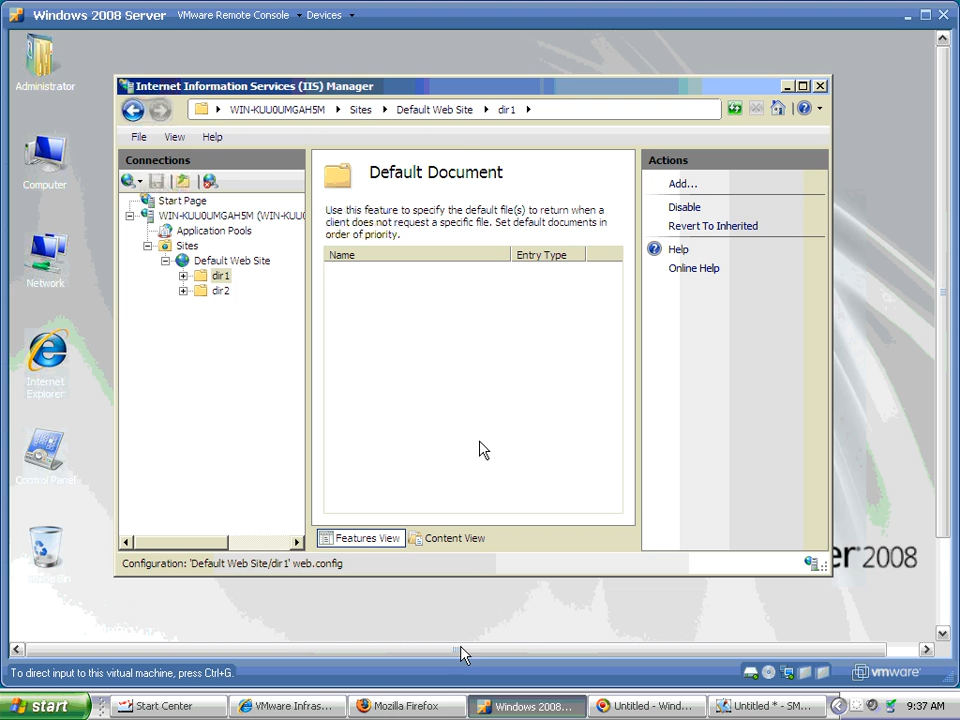 Windows 2008 Server VMware Remote Console Devices
Administrator
Computer
Network
Internet
Explorer
Control Panel
Internet Information Services (IIS) Manager
WIN-KUU0UMGAH5M Sites Default Web Site dir1
File View Help
Connections
Start Page
WIN-KUU0UMGAH5M (WIN-KUU0
Application Pools
Sites
Default Web Site
dir1
dir2
Default Document
Use this feature to specify the default file(s) to return when a
client does not request a specific file. Set default documents in
order of priority.
Name Entry Type
Features View Content View
Actions
Add...
Disable
Revert To Inherited
Help
Online Help
Configuration: 'Default Web Site/dir1' web.config
er 2008
To direct input to this virtual machine, press Ctrl+G.
vmware
start Start Center VMware Infras... Mozilla Firefox Windows 2008... Untitled - Wind... Untitled * - SM... 9:37 AM